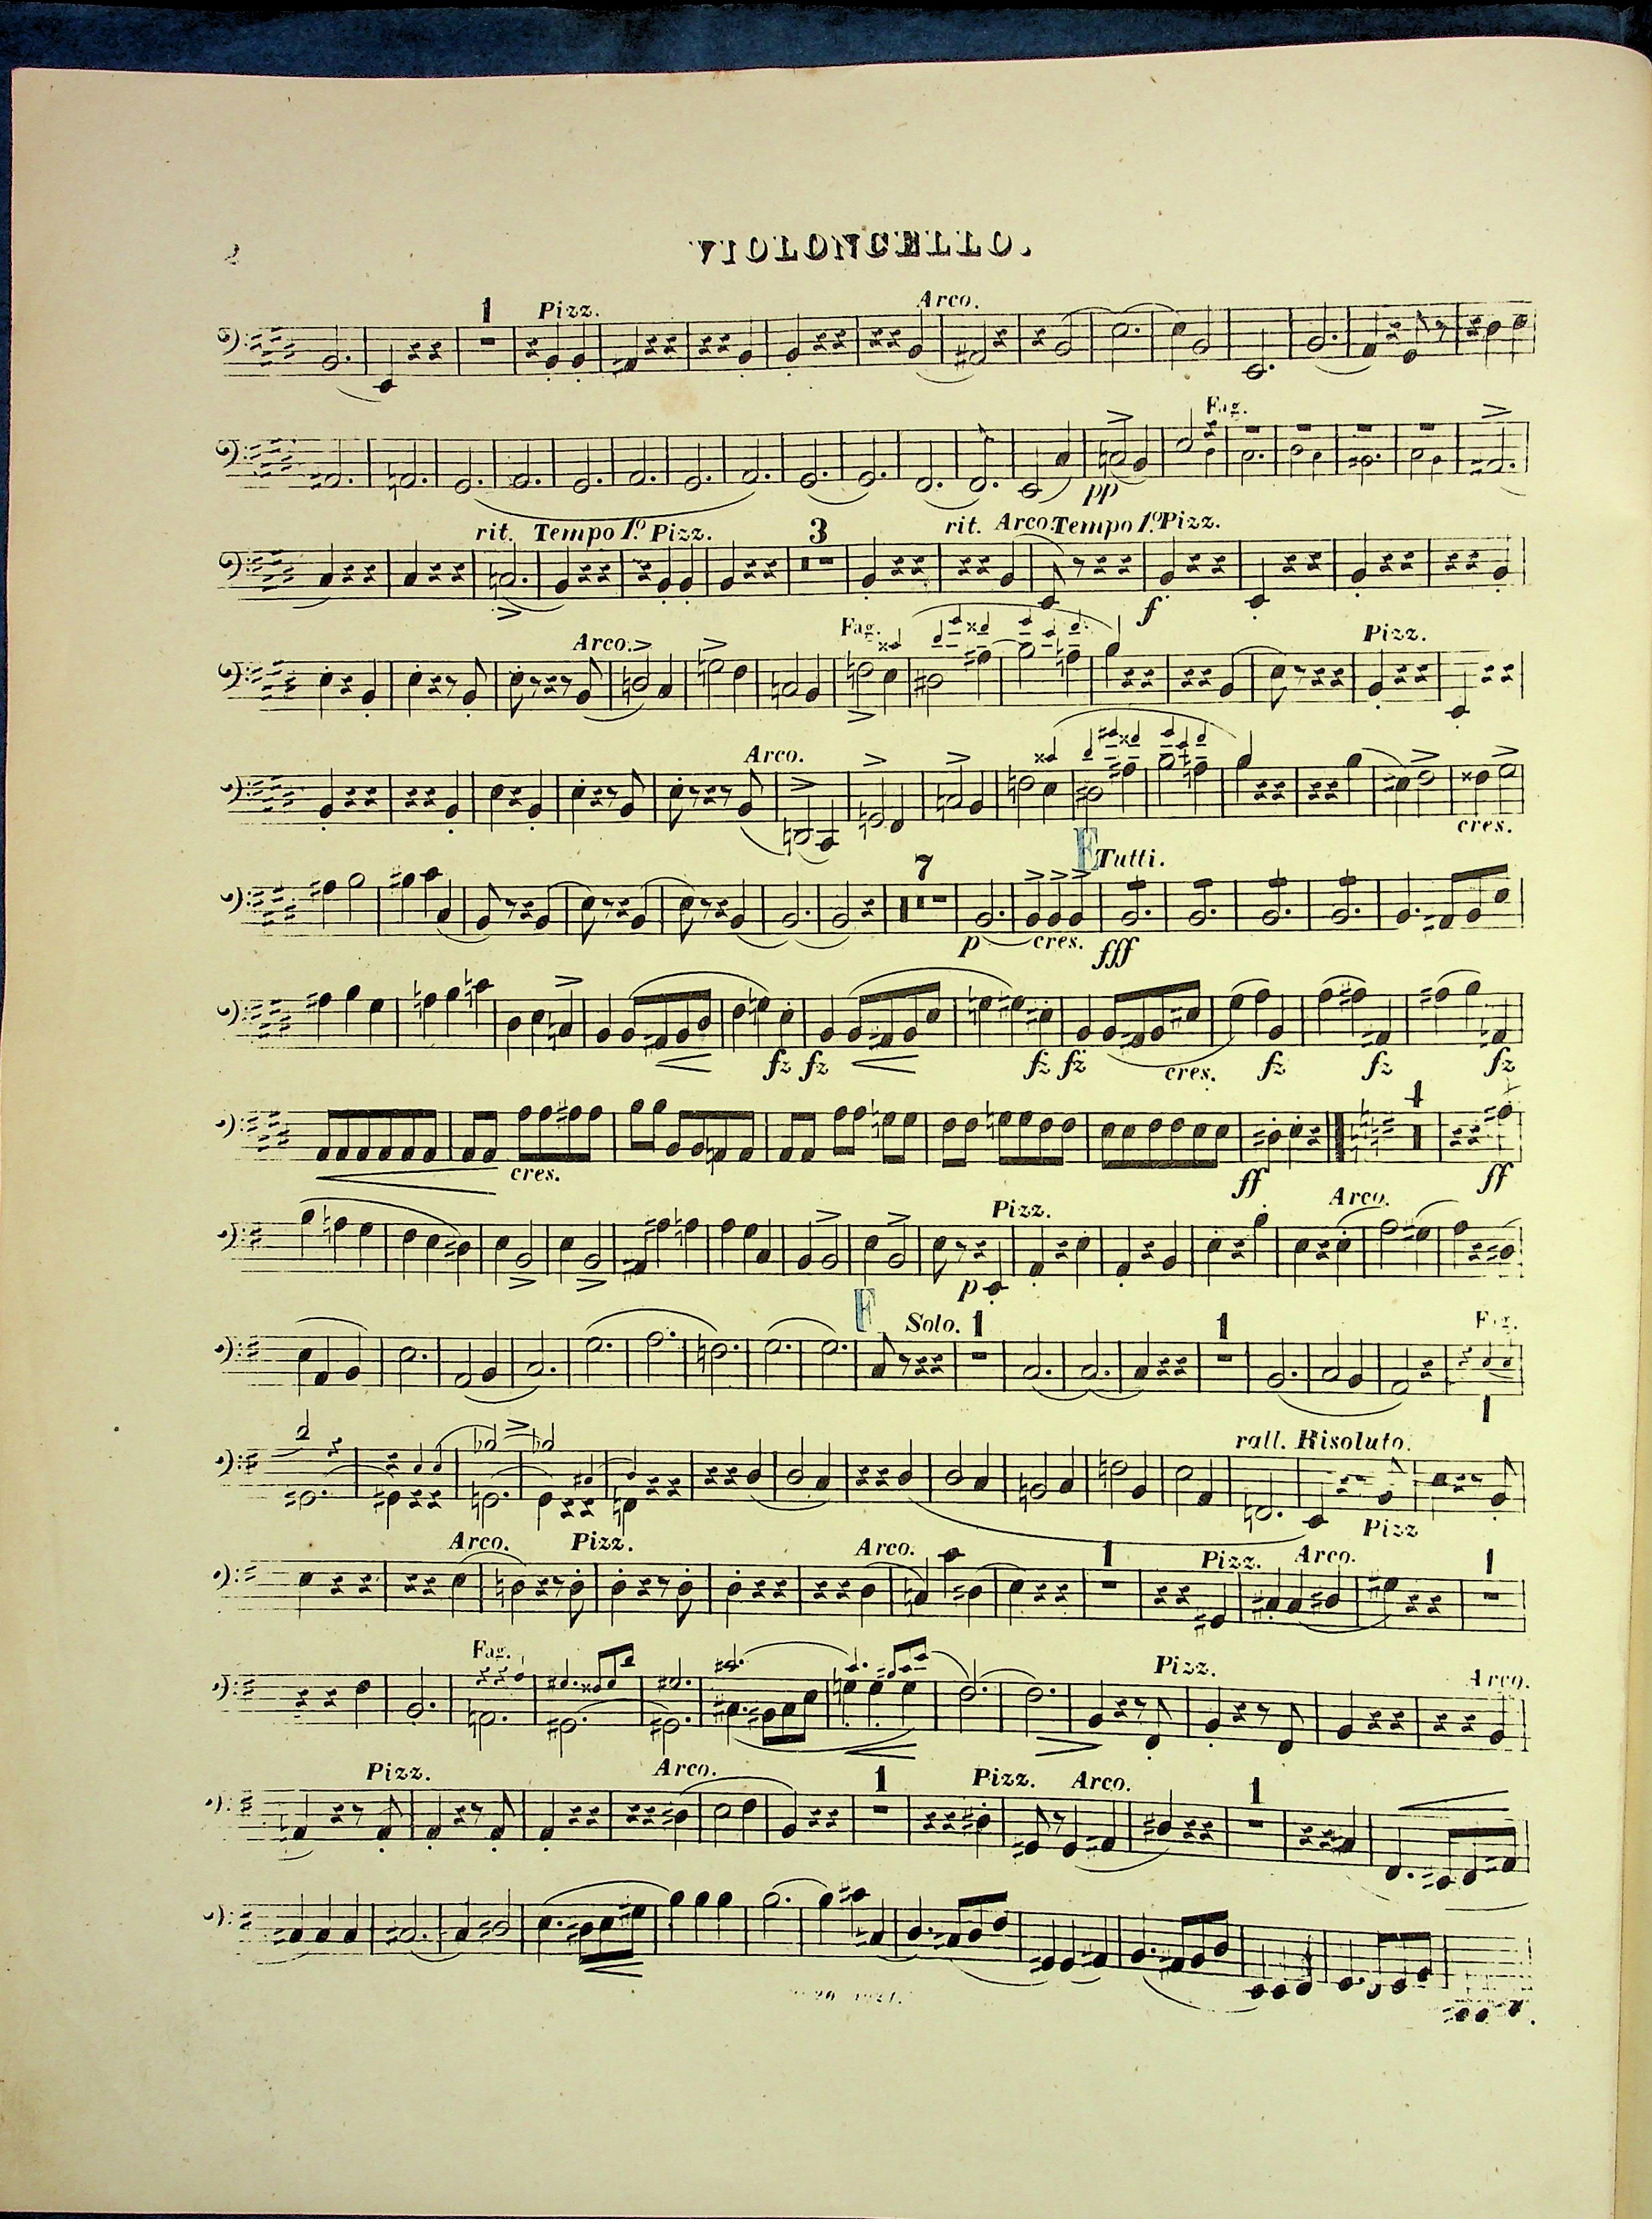 2
VIOLONCELLO.
1 Pizz. Arco.
Fag.
pp
rit. Tempo 1º Pizz. 3 rit. Arco. Tempo 1º. Pizz.
f
Arco. Fag. Pizz.
Arco.
cres.
7 E Tutti.
p cres. fff
fz fz fz fz cres. fz fz fz
4
cres. ff ff
Pizz. Arco.
p
F Solo. 1 1 Fag.
1
rall. Risoluto.
Pizz
Arco. Pizz. Arco. 1 Pizz. Arco. 1
Fag. Pizz. Arco.
Pizz. Arco. 1 Pizz. Arco. 1